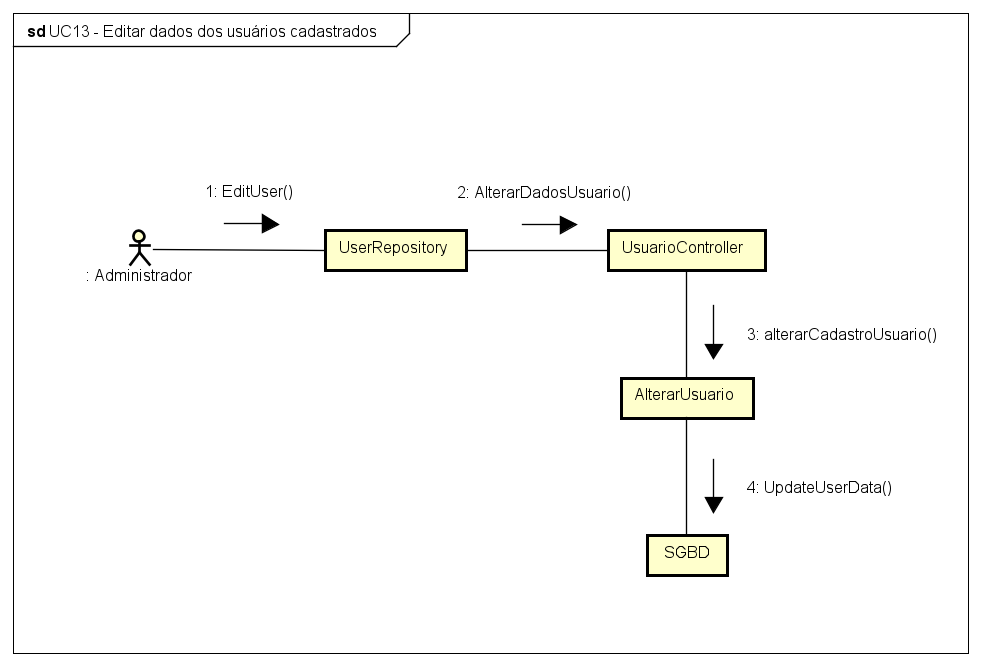 sd UC13 - Editar dados dos usuários cadastrados
1: EditUser()
2: AlterarDadosUsuario()
UserRepository
UsuarioController
: Administrador
3: alterarCadastroUsuario()
AlterarUsuario
4: UpdateUserData()
SGBD